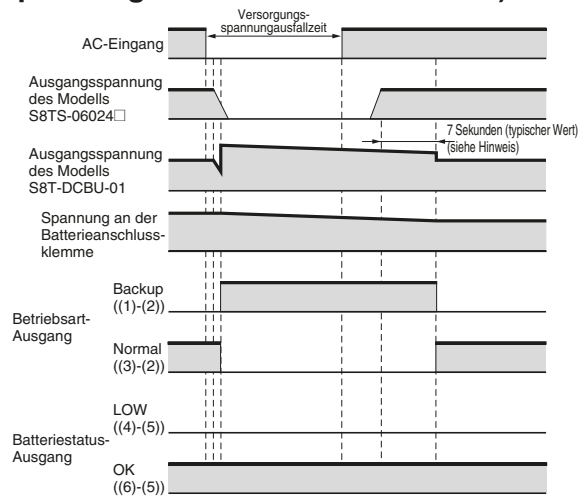 Versorgungs-
spannungausfallzeit
AC-Eingang
Ausgangsspannung
des Modells
S8TS-06024□
7 Sekunden (typischer Wert)
(siehe Hinweis)
Ausgangsspannung
des Modells
S8T-DCBU-01
Spannung an der
Batterieanschluss-
klemme
Backup
((1)-(2))
Betriebsart-
Ausgang
Normal
((3)-(2))
LOW
((4)-(5))
Batteriestatus-
Ausgang
OK
((6)-(5))